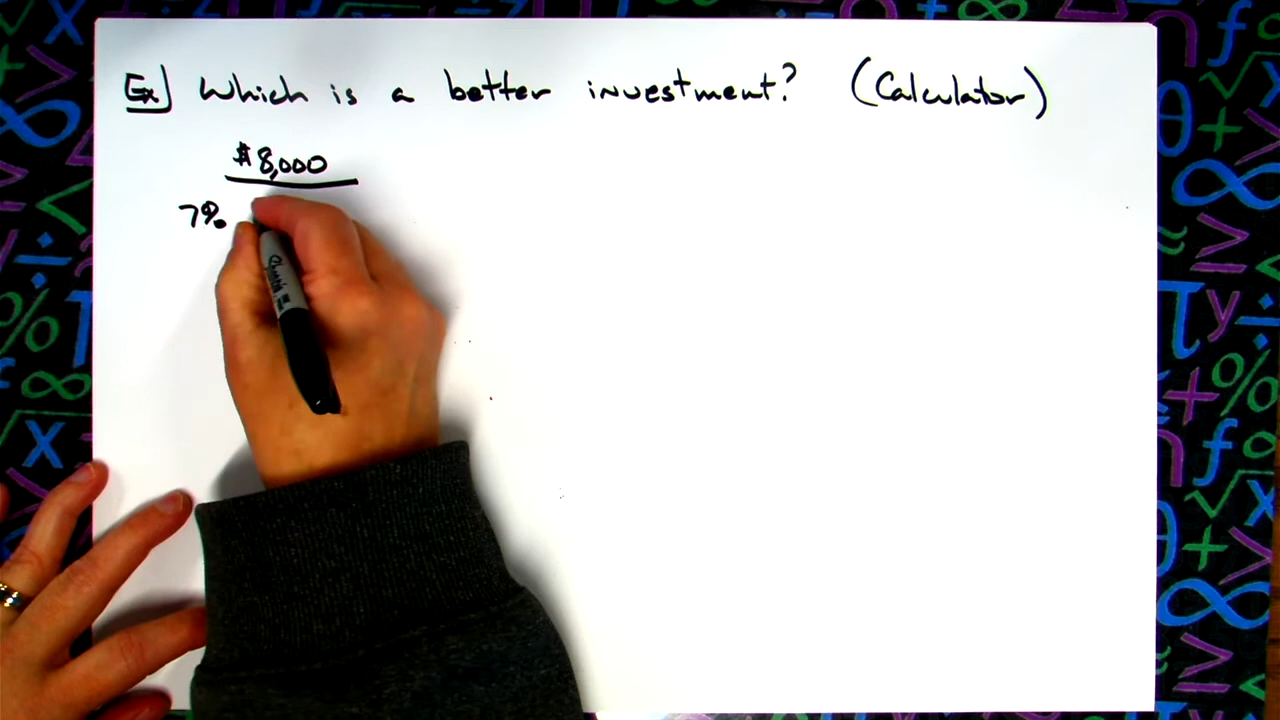 Ex] Which is a better investment? (Calculator)
$8,000
7%